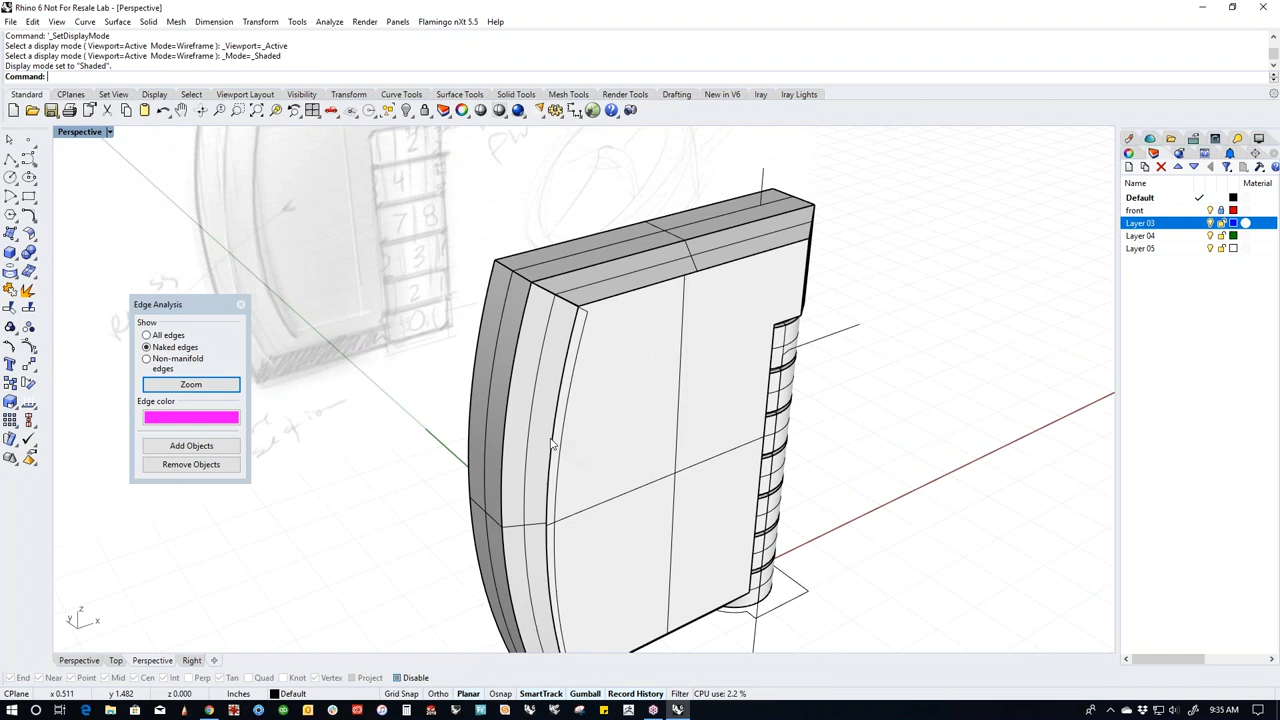 Rhino 6 Not For Resale Lab - [Perspective]
File Edit View Curve Surface Solid Mesh Dimension Transform Tools Analyze Render Panels Flamingo nXt 5.5 Help
Command: '_SetDisplayMode
Select a display mode ( Viewport=Active Mode=Wireframe ): _Viewport=_Active
Select a display mode ( Viewport=Active Mode=Wireframe ): _Mode=_Shaded
Display mode set to "Shaded".
Command:
Standard CPlanes Set View Display Select Viewport Layout Visibility Transform Curve Tools Surface Tools Solid Tools Mesh Tools Render Tools Drafting New in V6 Iray Iray Lights
Perspective
Name Material
Default
front
Layer 03
Layer 04
Layer 05
Edge Analysis
Show
All edges
Naked edges
Non-manifold
edges
Zoom
Edge color
Add Objects
Remove Objects
z
y x
Perspective Top Perspective Right
End Near Point Mid Cen Int Perp Tan Quad Knot Vertex Project Disable
CPlane x 0.511 y 1.482 z 0.000 Inches Default Grid Snap Ortho Planar Osnap SmartTrack Gumball Record History Filter CPU use: 2.2 %
9:35 AM